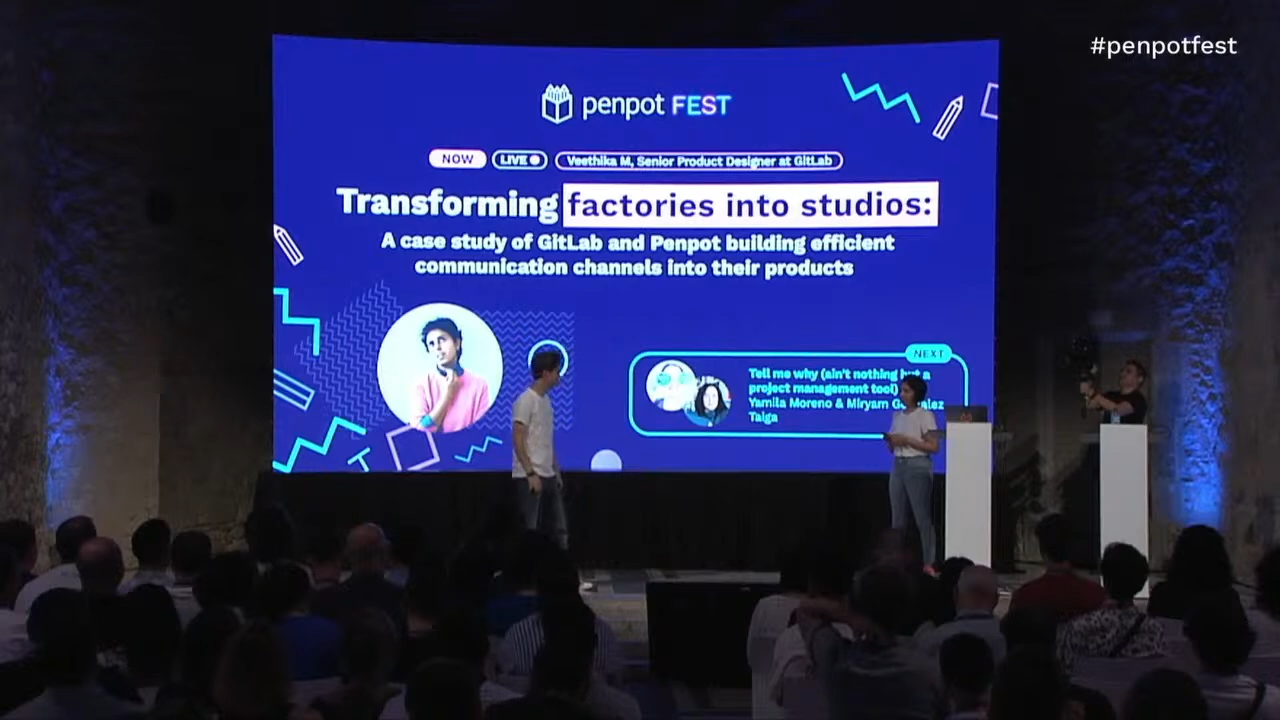 #penpotfest
penpot FEST
NOW LIVE Veethika M, Senior Product Designer at GitLab
Transforming factories into studios:
A case study of GitLab and Penpot building efficient
communication channels into their products
NEXT
Tell me why (ain't nothing but a
project management tool)
Yamila Moreno & Miryam González
Taiga